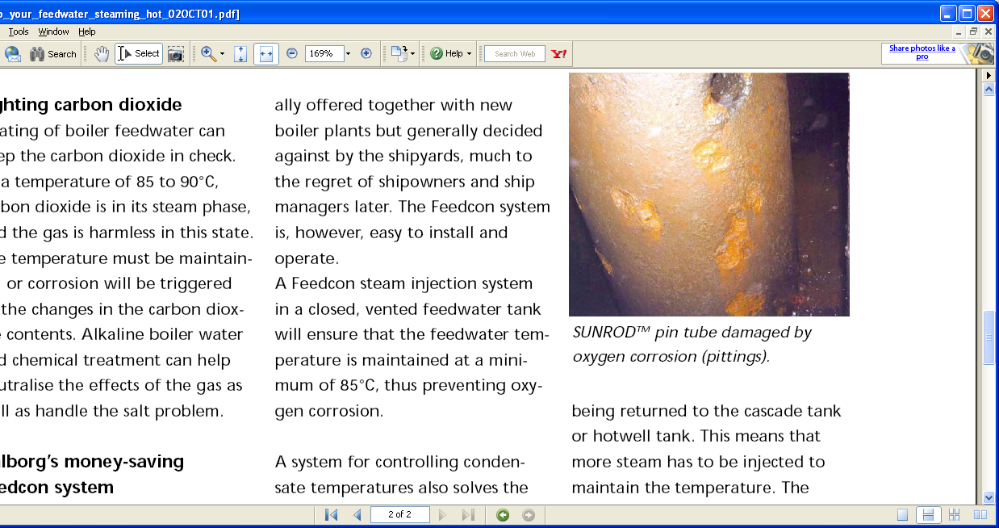 o_your_feedwater_steaming_hot_02OCT01.pdf]
Tools Window Help
Search Select 169% Help Search Web Y! Share photos like a
pro
ghting carbon dioxide
ating of boiler feedwater can
ep the carbon dioxide in check.
a temperature of 85 to 90°C,
bon dioxide is in its steam phase,
d the gas is harmless in this state.
e temperature must be maintain-
or corrosion will be triggered
the changes in the carbon diox-
e contents. Alkaline boiler water
d chemical treatment can help
utralise the effects of the gas as
ll as handle the salt problem.
alborg's money-saving
edcon system
ally offered together with new
boiler plants but generally decided
against by the shipyards, much to
the regret of shipowners and ship
managers later. The Feedcon system
is, however, easy to install and
operate.
A Feedcon steam injection system
in a closed, vented feedwater tank
will ensure that the feedwater tem-
perature is maintained at a mini-
mum of 85°C, thus preventing oxy-
gen corrosion.
A system for controlling conden-
sate temperatures also solves the
SUNROD™ pin tube damaged by
oxygen corrosion (pittings).
being returned to the cascade tank
or hotwell tank. This means that
more steam has to be injected to
maintain the temperature. The
2 of 2